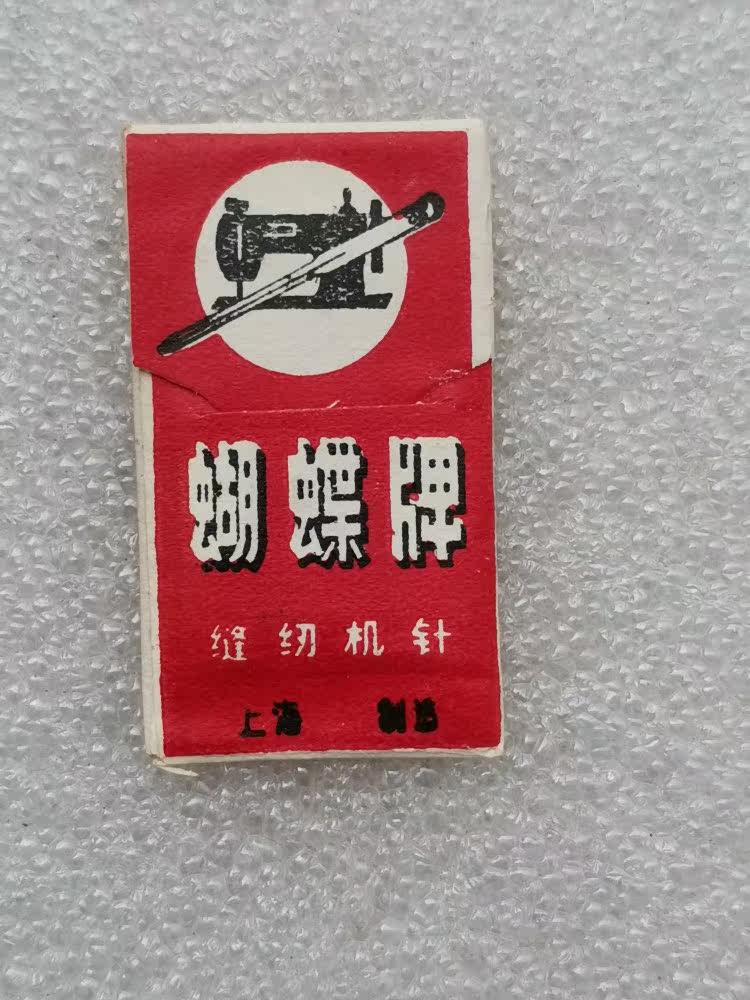 蝴蝶牌
缝纫机针
上海 制造